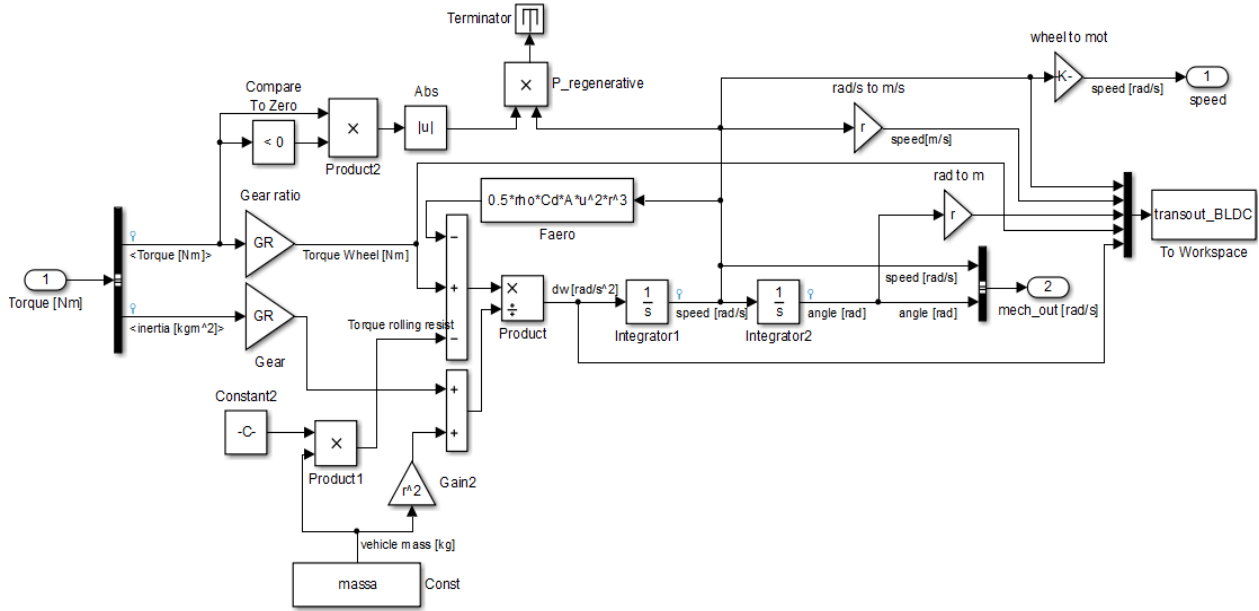 Terminator
wheel to mot
K-
1
speed [rad/s]
speed
×
P_regenerative
Compare
To Zero
Abs
rad/s to m/s
< 0
×
|u|
r
speed[m/s]
Product2
Gear ratio
rad to m
0.5*rho*Cd*A*u^2*r^3
Faero
r
transout_BLDC
To Workspace
GR
<Torque [Nm]>
Torque Wheel [Nm]
−
1
Torque [Nm]
+
×
÷
Product
dw [rad/s^2]
1
s
Integrator1
speed [rad/s]
1
s
Integrator2
angle [rad]
speed [rad/s]
angle [rad]
2
mech_out [rad/s]
<inertia [kgm^2]>
GR
Gear
Torque rolling resist
−
+
+
Constant2
-C-
×
Product1
r^2
Gain2
vehicle mass [kg]
massa
Const